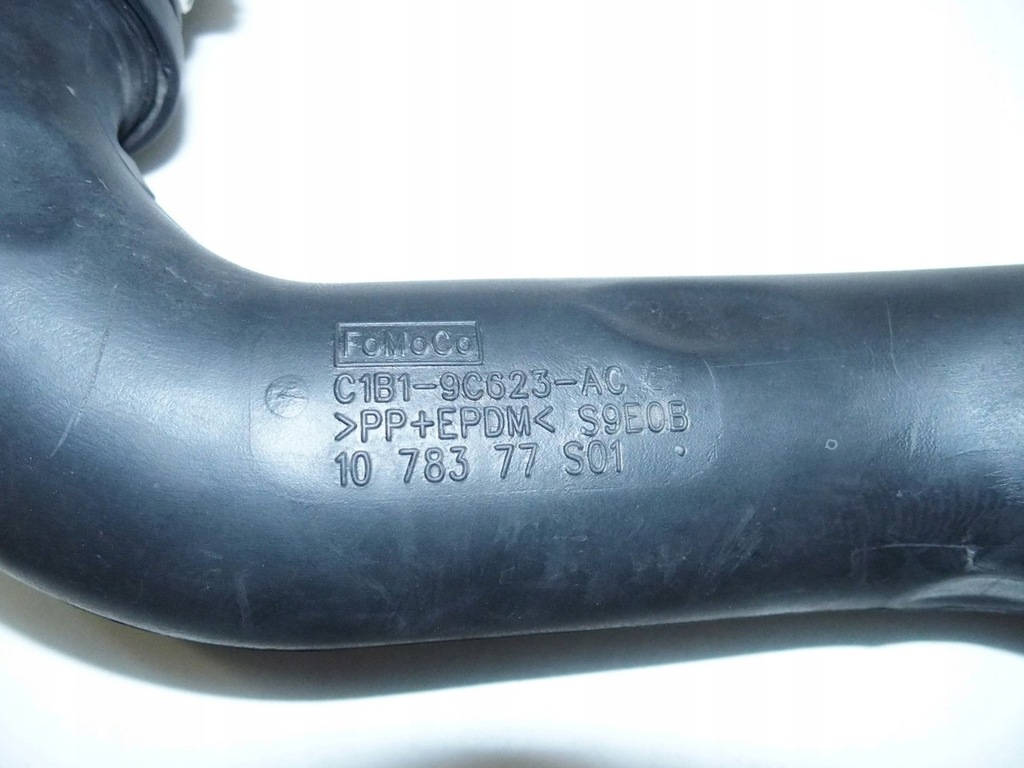 FoMoCo
C1B1-9C623-AC
>PP+EPDM< S9E0B
10 783 77 S01